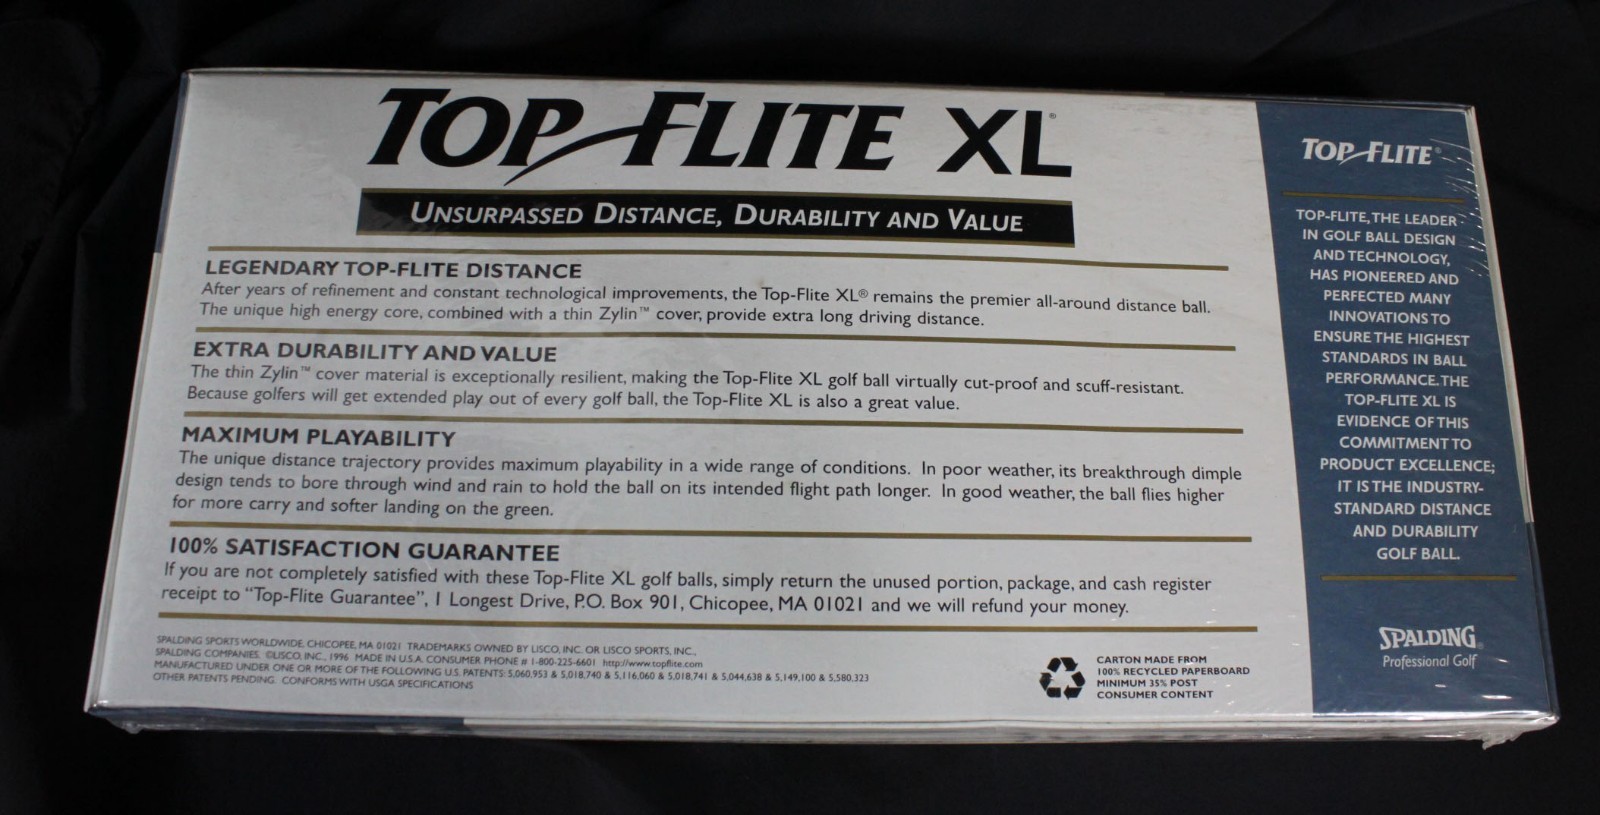 TOP-FLITE XL®
UNSURPASSED DISTANCE, DURABILITY AND VALUE
LEGENDARY TOP-FLITE DISTANCE
After years of refinement and constant technological improvements, the Top-Flite XL® remains the premier all-around distance ball.
The unique high energy core, combined with a thin Zylin™ cover, provide extra long driving distance.
EXTRA DURABILITY AND VALUE
The thin Zylin™ cover material is exceptionally resilient, making the Top-Flite XL golf ball virtually cut-proof and scuff-resistant.
Because golfers will get extended play out of every golf ball, the Top-Flite XL is also a great value.
MAXIMUM PLAYABILITY
The unique distance trajectory provides maximum playability in a wide range of conditions. In poor weather, its breakthrough dimple
design tends to bore through wind and rain to hold the ball on its intended flight path longer. In good weather, the ball flies higher
for more carry and softer landing on the green.
100% SATISFACTION GUARANTEE
If you are not completely satisfied with these Top-Flite XL golf balls, simply return the unused portion, package, and cash register
receipt to “Top-Flite Guarantee”, 1 Longest Drive, P.O. Box 901, Chicopee, MA 01021 and we will refund your money.
SPALDING SPORTS WORLDWIDE, CHICOPEE, MA 01021 TRADEMARKS OWNED BY LISCO, INC. OR LISCO SPORTS, INC.,
SPALDING COMPANIES. ©LISCO, INC., 1996 MADE IN U.S.A. CONSUMER PHONE # 1-800-225-6601 http://www.topflite.com
MANUFACTURED UNDER ONE OR MORE OF THE FOLLOWING U.S. PATENTS: 5,060,953 & 5,018,740 & 5,116,060 & 5,018,741 & 5,044,638 & 5,149,100 & 5,580,323
OTHER PATENTS PENDING. CONFORMS WITH USGA SPECIFICATIONS
CARTON MADE FROM
100% RECYCLED PAPERBOARD
MINIMUM 35% POST
CONSUMER CONTENT
TOP-FLITE®
TOP-FLITE, THE LEADER
IN GOLF BALL DESIGN
AND TECHNOLOGY,
HAS PIONEERED AND
PERFECTED MANY
INNOVATIONS TO
ENSURE THE HIGHEST
STANDARDS IN BALL
PERFORMANCE. THE
TOP-FLITE XL IS
EVIDENCE OF THIS
COMMITMENT TO
PRODUCT EXCELLENCE;
IT IS THE INDUSTRY-
STANDARD DISTANCE
AND DURABILITY
GOLF BALL.
SPALDING®
Professional Golf